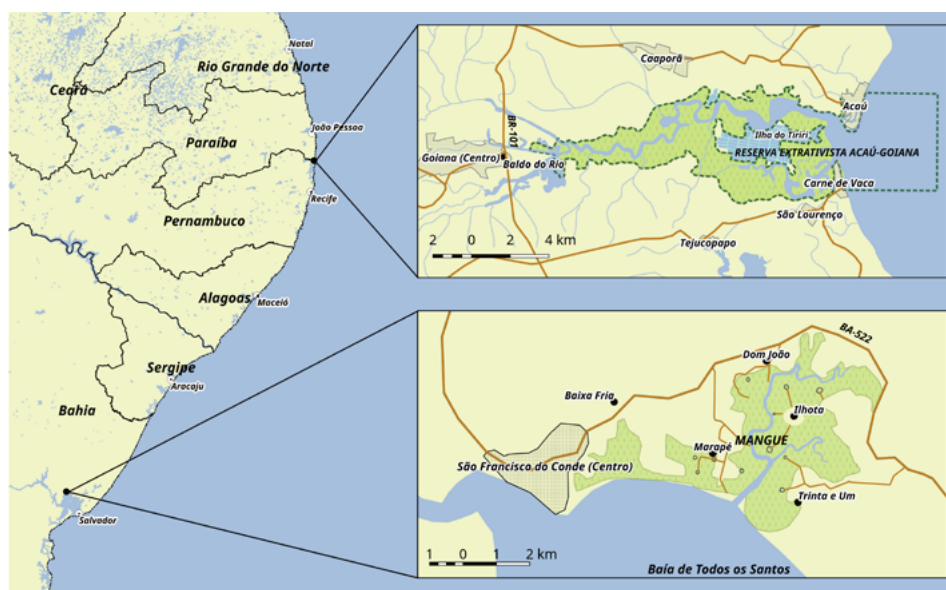 Natal
Rio Grande do Norte
Ceará
João Pessoa
Paraíba
Recife
Pernambuco
Alagoas
Maceió
Sergipe
Aracaju
Bahia
Salvador
Caaporã
Acaú
BR-101
Ilha do Tiriri
RESERVA EXTRATIVISTA ACAÚ-GOIANA
Goiana (Centro)
Baldo do Rio
Carne de Vaca
São Lourenço
Tejucopapo
2 0 2 4 km
BA-522
Dom João
Baixa Fria
Ilhota
MANGUE
Marapé
São Francisco do Conde (Centro)
Trinta e Um
1 0 1 2 km
Baía de Todos os Santos